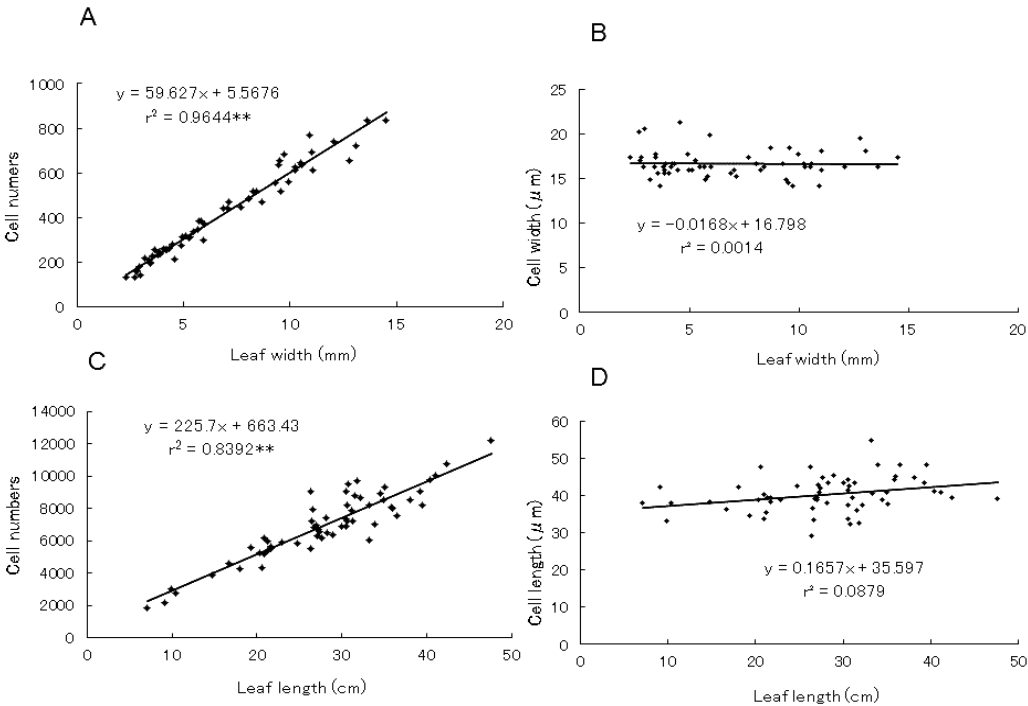 A
y = 59.627x + 5.5676
r² = 0.9644**
1000
800
600
400
200
0
Cell numers
0 5 10 15 20
Leaf width (mm)
B
25
20
15
10
5
0
Cell width (μm)
y = −0.0168x + 16.798
r² = 0.0014
0 5 10 15 20
Leaf width (mm)
C
y = 225.7x + 663.43
r² = 0.8392**
14000
12000
10000
8000
6000
4000
2000
0
Cell numbers
0 10 20 30 40 50
Leaf length (cm)
D
60
50
40
30
20
10
0
Cell length (μm)
y = 0.1657x + 35.597
r² = 0.0879
0 10 20 30 40 50
Leaf length (cm)